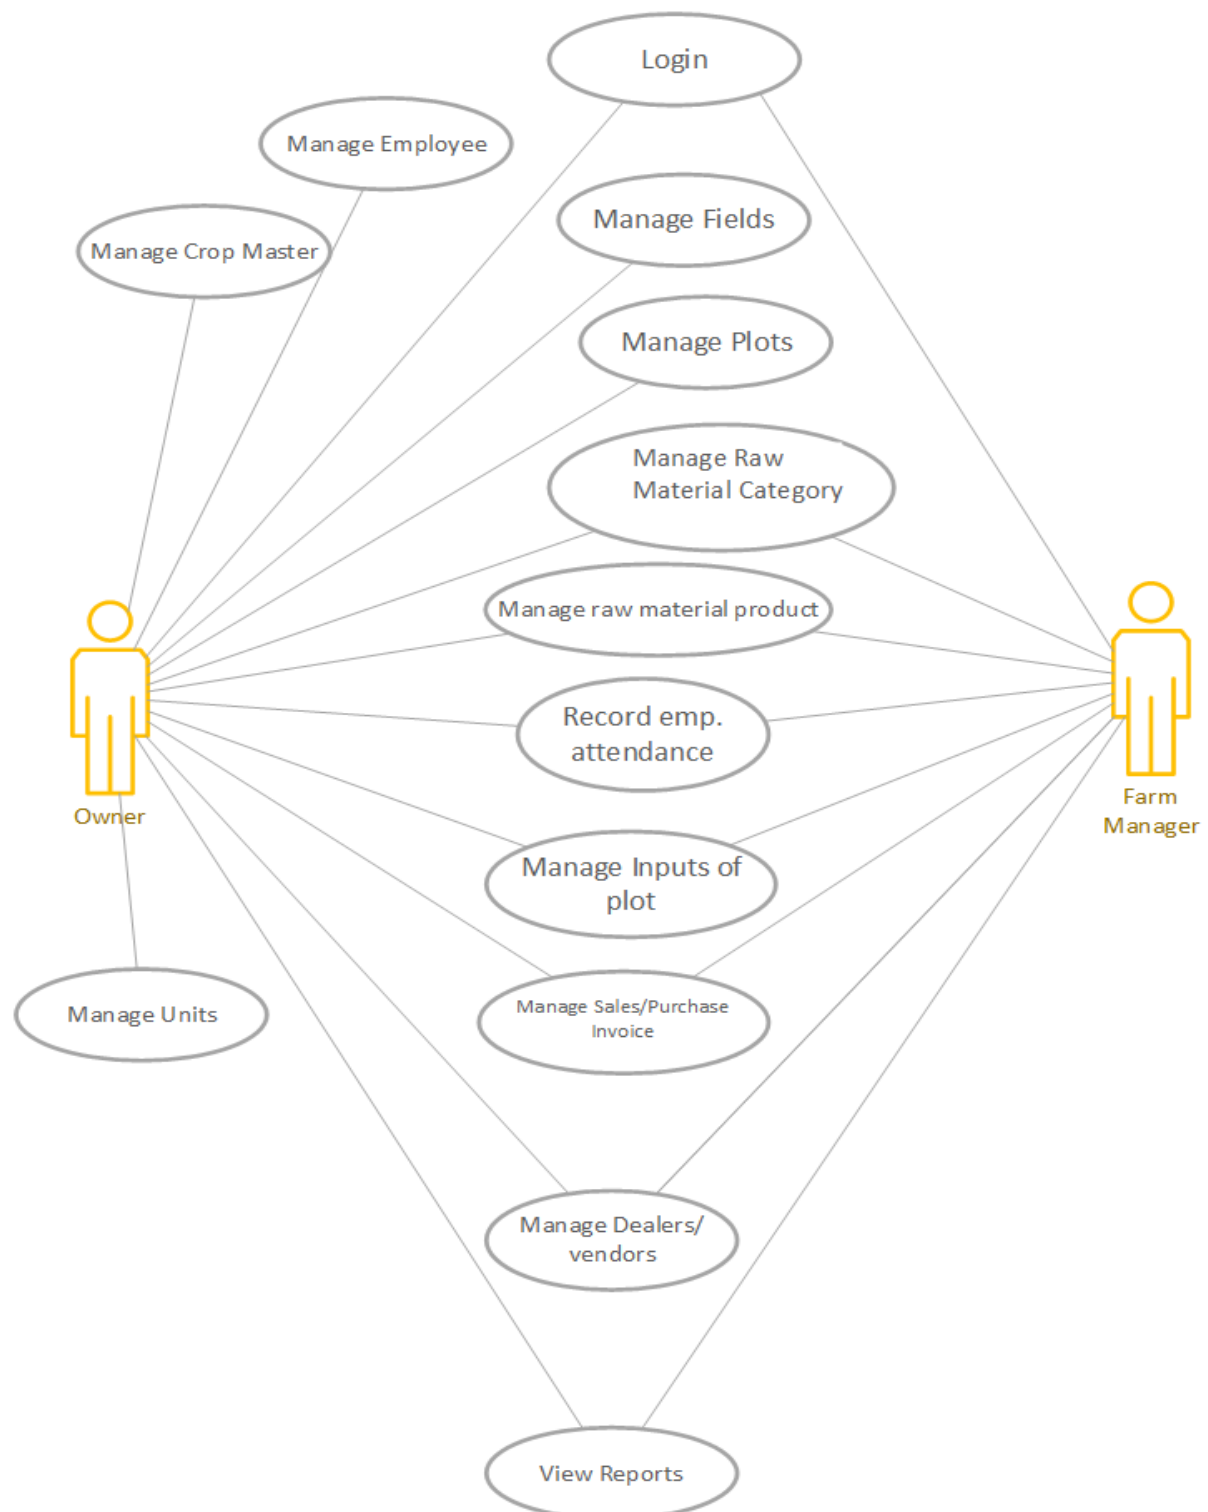 Login
Manage Employee
Manage Fields
Manage Crop Master
Manage Plots
Manage Raw
Material Category
Manage raw material product
Record emp.
attendance
Owner
Farm
Manager
Manage Inputs of
plot
Manage Units
Manage Sales/Purchase
Invoice
Manage Dealers/
vendors
View Reports